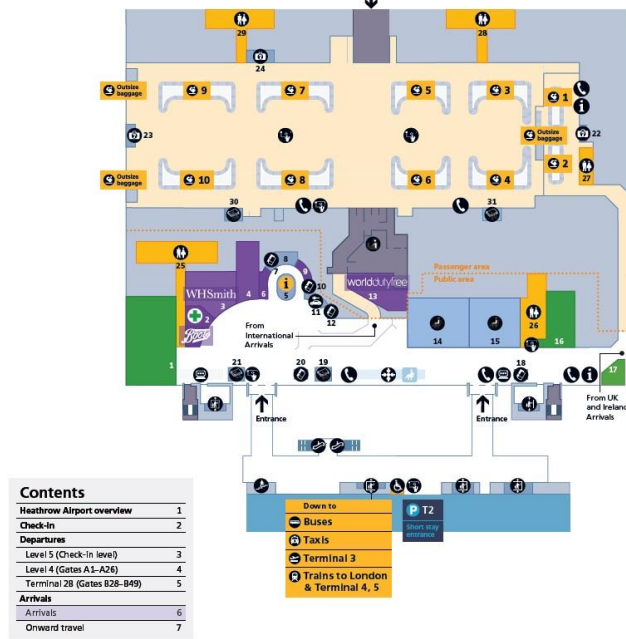 29
28
24
Outsize
baggage
9
7
5
3
1
23
Outsize
baggage
22
Outsize
baggage
10
8
6
4
2
27
30
31
25
8
7
9
10
i
5
11
12
WHSmith
3
4
6
2
Boots
worlddutyfree
13
Passenger area
Public area
14
15
26
16
From
International
Arrivals
1
21
20
19
18
17
From UK
and Ireland
Arrivals
Entrance
Entrance
Down to
Buses
Taxis
Terminal 3
Trains to London
& Terminal 4, 5
P T2
Short stay
entrance
Contents
Heathrow Airport overview 1
Check-In 2
Departures
Level 5 (Check-in level) 3
Level 4 (Gates A1–A26) 4
Terminal 2B (Gates B28–B49) 5
Arrivals
Arrivals 6
Onward travel 7